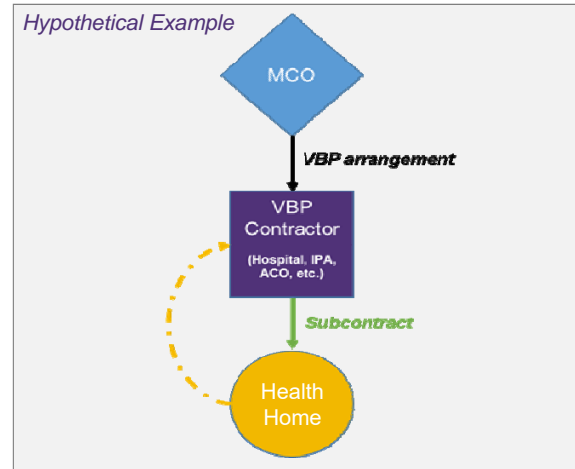 Hypothetical Example
MCO
VBP arrangement
VBP
Contractor
(Hospital, IPA,
ACO, etc.)
Subcontract
Health
Home